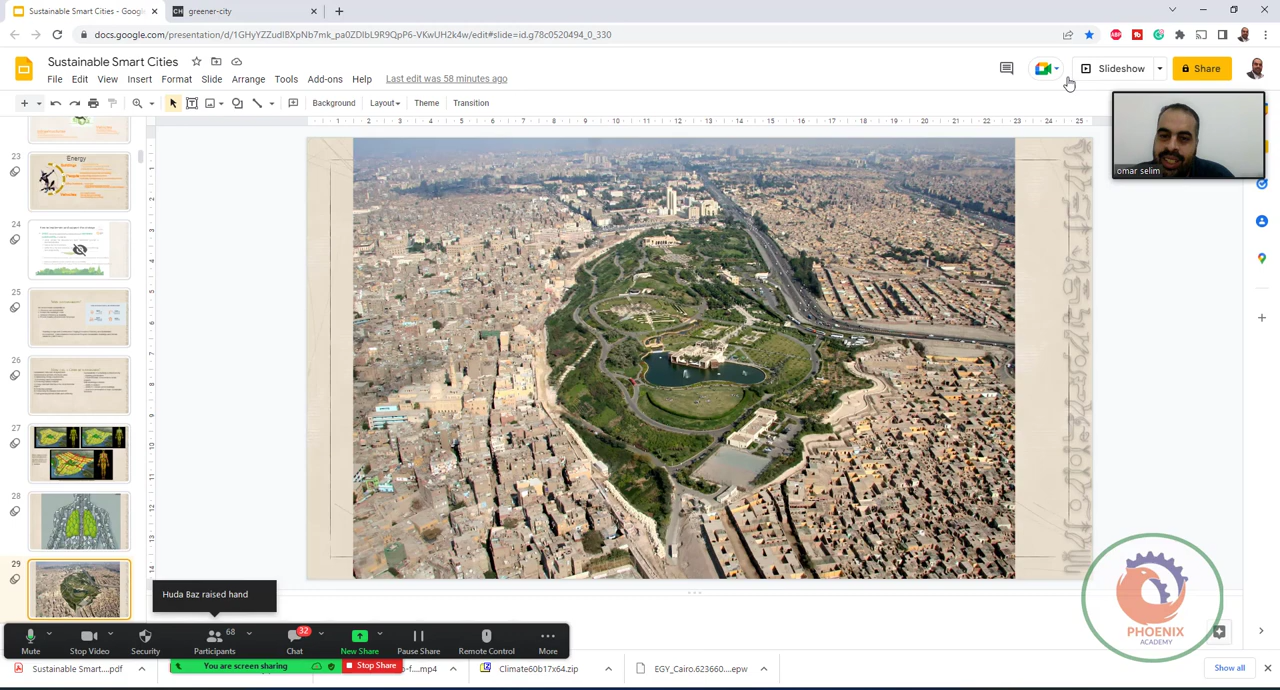 Sustainable Smart Cities - Googl
greener-city
docs.google.com/presentation/d/1GHyYZZudIBXpNb7mk_pa0ZDIbL9R9QpP6-VKwUH2k4w/edit#slide=id.g78c0520494_0_330
Sustainable Smart Cities
File Edit View Insert Format Slide Arrange Tools Add-ons Help Last edit was 58 minutes ago
Slideshow
Share
Background Layout Theme Transition
omar selim
23
Energy
24
25
26
27
28
29
Huda Baz raised hand
68
32
Mute Stop Video Security Participants Chat New Share Pause Share Remote Control More
You are screen sharing
Stop Share
Sustainable Smart....pdf
Climate60b17x64.zip
EGY_Cairo.623660....epw
Show all
PHOENIX
ACADEMY